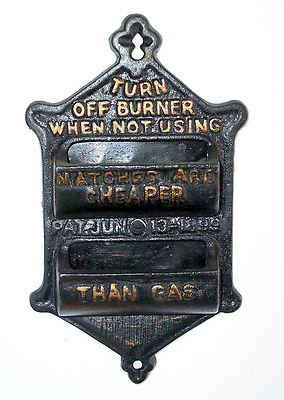 TURN
OFF BURNER
WHEN NOT USING
MATCHES ARE
CHEAPER
PAT. JUN 13-1899
THAN GAS